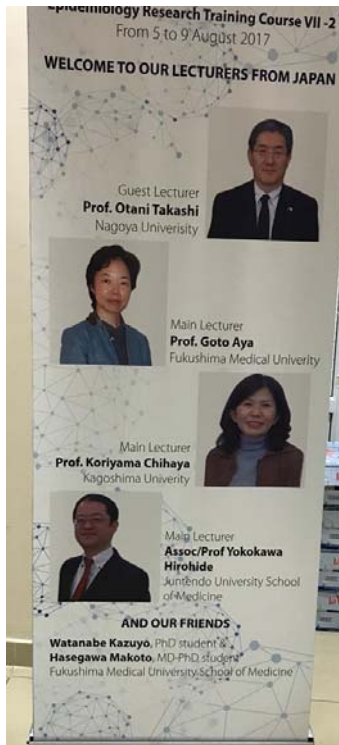 Epidemiology Research Training Course VII -2
From 5 to 9 August 2017
WELCOME TO OUR LECTURERS FROM JAPAN
Guest Lecturer
Prof. Otani Takashi
Nagoya Univerisity
Main Lecturer
Prof. Goto Aya
Fukushima Medical Univerity
Main Lecturer
Prof. Koriyama Chihaya
Kagoshima Univerity
Main Lecturer
Assoc/Prof Yokokawa
Hirohide
Juntendo University School
of Medicine
AND OUR FRIENDS
Watanabe Kazuyo, PhD student &
Hasegawa Makoto, MD-PhD student
Fukushima Medical University School of Medicine